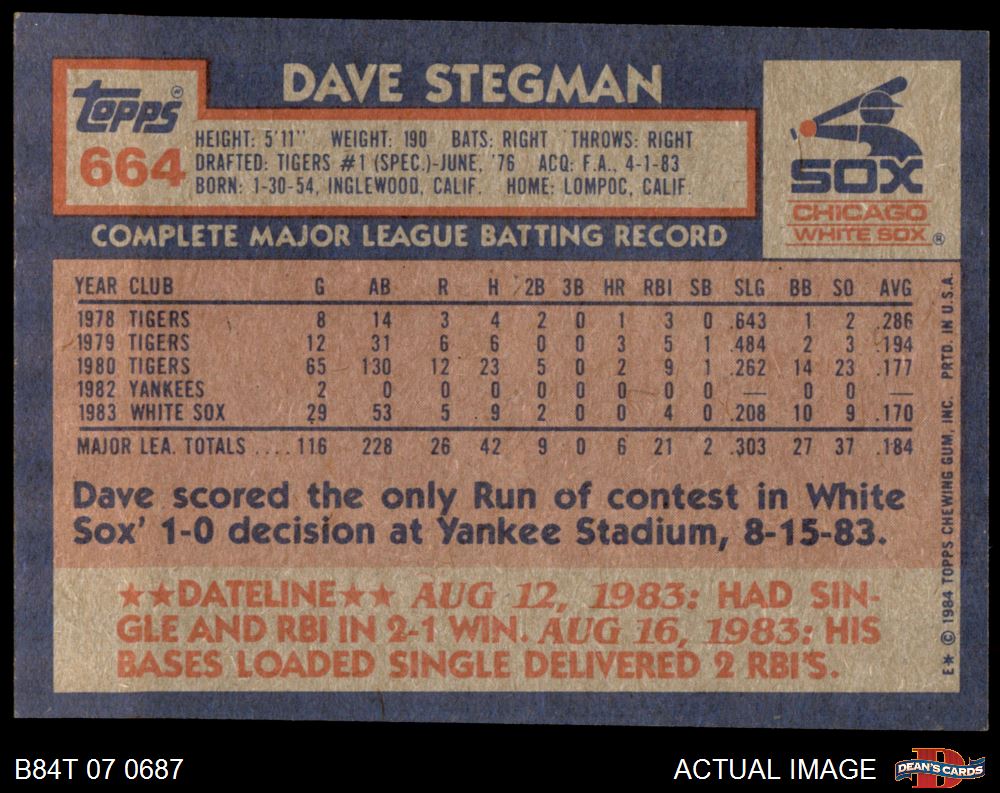 Topps®
664
DAVE STEGMAN
HEIGHT: 5'11" WEIGHT: 190 BATS: RIGHT THROWS: RIGHT
DRAFTED: TIGERS #1 (SPEC.)-JUNE, '76 ACQ: F.A., 4-1-83
BORN: 1-30-54, INGLEWOOD, CALIF. HOME: LOMPOC, CALIF.
SOX
CHICAGO
WHITE SOX ®
COMPLETE MAJOR LEAGUE BATTING RECORD
YEAR CLUB G AB R H 2B 3B HR RBI SB SLG BB SO AVG
1978 TIGERS 8 14 3 4 2 0 1 3 0 .643 1 2 .286
1979 TIGERS 12 31 6 6 0 0 3 5 1 .484 2 3 .194
1980 TIGERS 65 130 12 23 5 0 2 9 1 .262 14 23 .177
1982 YANKEES 2 0 0 0 0 0 0 0 0 — 0 0 —
1983 WHITE SOX 29 53 5 9 2 0 0 4 0 .208 10 9 .170
MAJOR LEA. TOTALS .... 116 228 26 42 9 0 6 21 2 .303 27 37 .184
Dave scored the only Run of contest in White
Sox' 1-0 decision at Yankee Stadium, 8-15-83.
★★DATELINE★★ AUG 12, 1983: HAD SIN-
GLE AND RBI IN 2-1 WIN. AUG 16, 1983: HIS
BASES LOADED SINGLE DELIVERED 2 RBI'S.
E* © 1984 TOPPS CHEWING GUM, INC. PRTD. IN U.S.A.
B84T 07 0687
ACTUAL IMAGE
D
DEAN'S CARDS